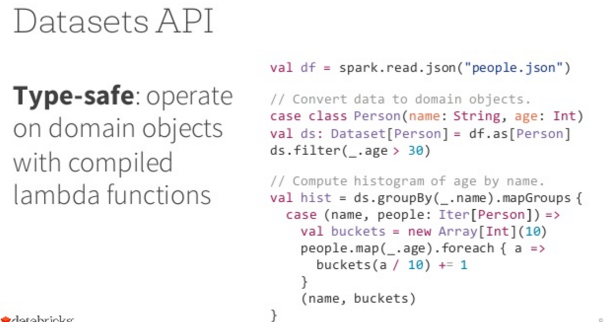 Datasets API
Type-safe: operate
on domain objects
with compiled
lambda functions
val df = spark.read.json("people.json")
// Convert data to domain objects.
case class Person(name: String, age: Int)
val ds: Dataset[Person] = df.as[Person]
ds.filter(_.age > 30)
// Compute histogram of age by name.
val hist = ds.groupBy(_.name).mapGroups {
case (name, people: Iter[Person]) =>
val buckets = new Array[Int](10)
people.map(_.age).foreach { a =>
buckets(a / 10) += 1
}
(name, buckets)
}
databricks